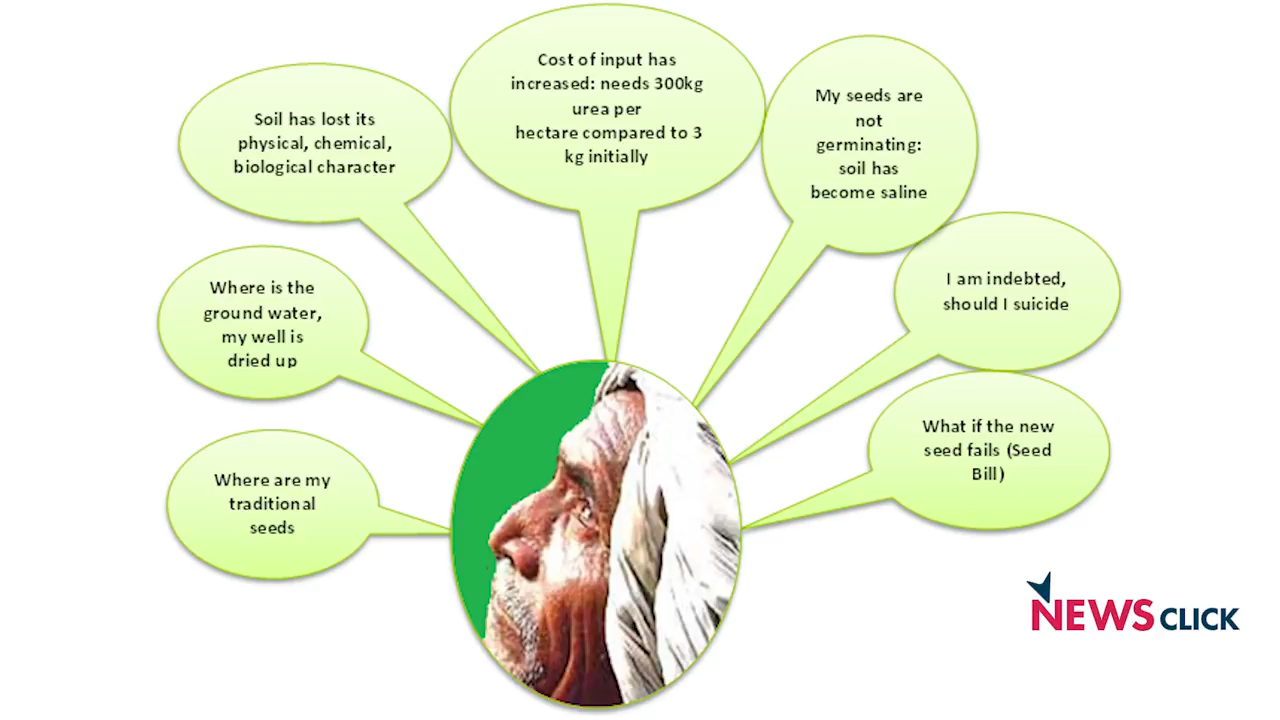 Cost of input has
increased: needs 300kg
urea per
hectare compared to 3
kg initially
Soil has lost its
physical, chemical,
biological character
My seeds are
not
germinating:
soil has
become saline
Where is the
ground water,
my well is
dried up
I am indebted,
should I suicide
Where are my
traditional
seeds
What if the new
seed fails (Seed
Bill)
NEWSCLICK